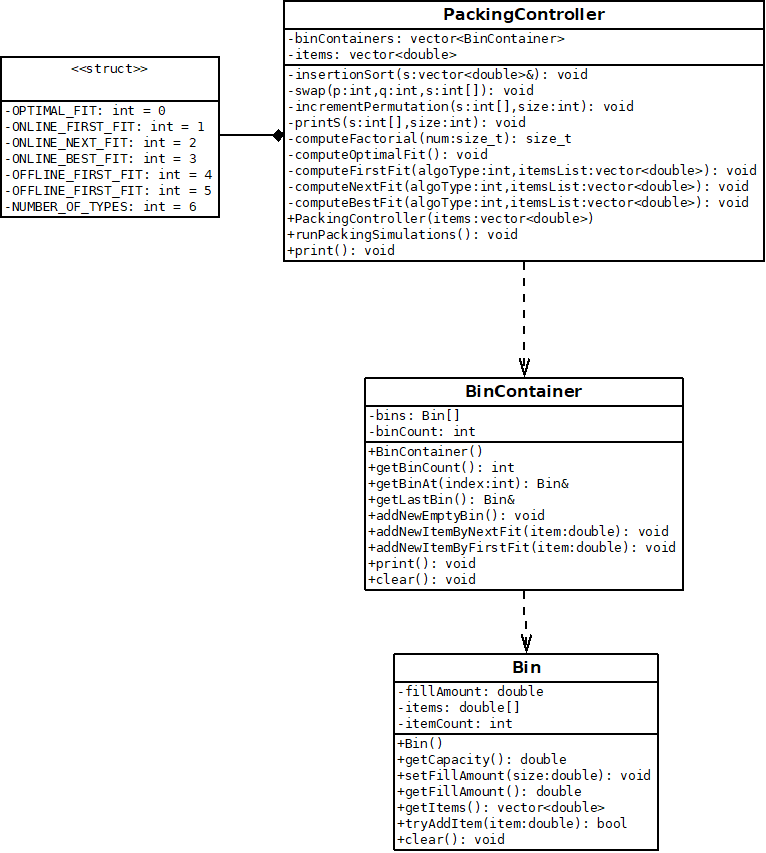 PackingController
-binContainers: vector<BinContainer>
-items: vector<double>
-insertionSort(s:vector<double>&): void
-swap(p:int,q:int,s:int[]): void
-incrementPermutation(s:int[],size:int): void
-printS(s:int[],size:int): void
-computeFactorial(num:size_t): size_t
-computeOptimalFit(): void
-computeFirstFit(algoType:int,itemsList:vector<double>): void
-computeNextFit(algoType:int,itemsList:vector<double>): void
-computeBestFit(algoType:int,itemsList:vector<double>): void
+PackingController(items:vector<double>)
+runPackingSimulations(): void
+print(): void
<<struct>>
-OPTIMAL_FIT: int = 0
-ONLINE_FIRST_FIT: int = 1
-ONLINE_NEXT_FIT: int = 2
-ONLINE_BEST_FIT: int = 3
-OFFLINE_FIRST_FIT: int = 4
-OFFLINE_FIRST_FIT: int = 5
-NUMBER_OF_TYPES: int = 6
BinContainer
-bins: Bin[]
-binCount: int
+BinContainer()
+getBinCount(): int
+getBinAt(index:int): Bin&
+getLastBin(): Bin&
+addNewEmptyBin(): void
+addNewItemByNextFit(item:double): void
+addNewItemByFirstFit(item:double): void
+print(): void
+clear(): void
Bin
-fillAmount: double
-items: double[]
-itemCount: int
+Bin()
+getCapacity(): double
+setFillAmount(size:double): void
+getFillAmount(): double
+getItems(): vector<double>
+tryAddItem(item:double): bool
+clear(): void